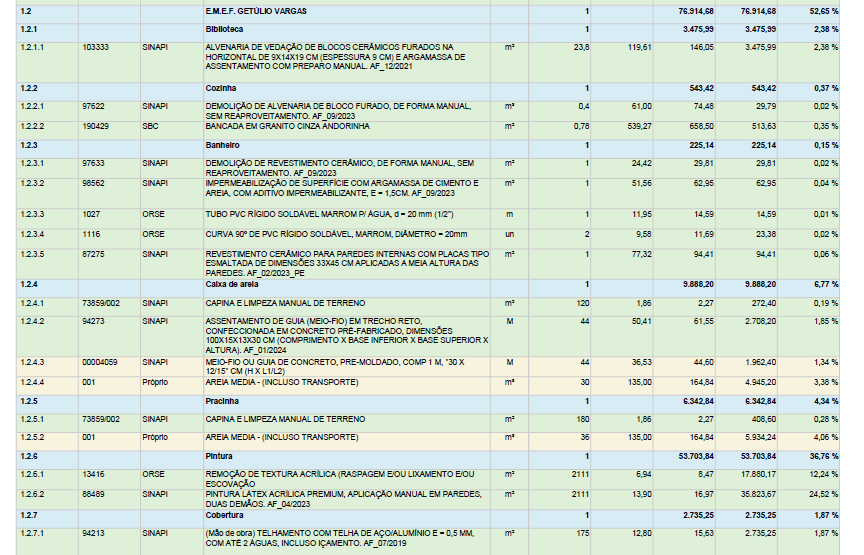 1.2 E.M.E.F. GETÚLIO VARGAS 1 76.914,68 76.914,68 52,65 %
1.2.1 Biblioteca 1 3.475,99 3.475,99 2,38 %
1.2.1.1 103333 SINAPI ALVENARIA DE VEDAÇÃO DE BLOCOS CERÂMICOS FURADOS NA m² 23,8 119,61 146,05 3.475,99 2,38 %
HORIZONTAL DE 9X14X19 CM (ESPESSURA 9 CM) E ARGAMASSA DE
ASSENTAMENTO COM PREPARO MANUAL. AF_12/2021
1.2.2 Cozinha 1 543,42 543,42 0,37 %
1.2.2.1 97622 SINAPI DEMOLIÇÃO DE ALVENARIA DE BLOCO FURADO, DE FORMA MANUAL, m³ 0,4 61,00 74,48 29,79 0,02 %
SEM REAPROVEITAMENTO. AF_09/2023
1.2.2.2 190429 SBC BANCADA EM GRANITO CINZA ANDORINHA m² 0,78 539,27 658,50 513,63 0,35 %
1.2.3 Banheiro 1 225,14 225,14 0,15 %
1.2.3.1 97633 SINAPI DEMOLIÇÃO DE REVESTIMENTO CERÂMICO, DE FORMA MANUAL, SEM m² 1 24,42 29,81 29,81 0,02 %
REAPROVEITAMENTO. AF_09/2023
1.2.3.2 98562 SINAPI IMPERMEABILIZAÇÃO DE SUPERFÍCIE COM ARGAMASSA DE CIMENTO E m² 1 51,56 62,95 62,95 0,04 %
AREIA, COM ADITIVO IMPERMEABILIZANTE, E = 1,5CM. AF_09/2023
1.2.3.3 1027 ORSE TUBO PVC RÍGIDO SOLDÁVEL MARROM P/ ÁGUA, d = 20 mm (1/2") m 1 11,95 14,59 14,59 0,01 %
1.2.3.4 1116 ORSE CURVA 90º DE PVC RÍGIDO SOLDÁVEL, MARROM, DIÂMETRO = 20mm un 2 9,58 11,69 23,38 0,02 %
1.2.3.5 87275 SINAPI REVESTIMENTO CERÂMICO PARA PAREDES INTERNAS COM PLACAS TIPO m² 1 77,32 94,41 94,41 0,06 %
ESMALTADA DE DIMENSÕES 33X45 CM APLICADAS A MEIA ALTURA DAS
PAREDES. AF_02/2023_PE
1.2.4 Caixa de areia 1 9.888,20 9.888,20 6,77 %
1.2.4.1 73859/002 SINAPI CAPINA E LIMPEZA MANUAL DE TERRENO m² 120 1,86 2,27 272,40 0,19 %
1.2.4.2 94273 SINAPI ASSENTAMENTO DE GUIA (MEIO-FIO) EM TRECHO RETO, M 44 50,41 61,55 2.708,20 1,85 %
CONFECCIONADA EM CONCRETO PRÉ-FABRICADO, DIMENSÕES
100X15X13X30 CM (COMPRIMENTO X BASE INFERIOR X BASE SUPERIOR X
ALTURA). AF_01/2024
1.2.4.3 00004059 SINAPI MEIO-FIO OU GUIA DE CONCRETO, PRE-MOLDADO, COMP 1 M, *30 X M 44 36,53 44,60 1.962,40 1,34 %
12/15* CM (H X L1/L2)
1.2.4.4 001 Próprio AREIA MEDIA - (INCLUSO TRANSPORTE) m³ 30 135,00 164,84 4.945,20 3,38 %
1.2.5 Pracinha 1 6.342,84 6.342,84 4,34 %
1.2.5.1 73859/002 SINAPI CAPINA E LIMPEZA MANUAL DE TERRENO m² 180 1,86 2,27 408,60 0,28 %
1.2.5.2 001 Próprio AREIA MEDIA - (INCLUSO TRANSPORTE) m³ 36 135,00 164,84 5.934,24 4,06 %
1.2.6 Pintura 1 53.703,84 53.703,84 36,76 %
1.2.6.1 13416 ORSE REMOÇÃO DE TEXTURA ACRÍLICA (RASPAGEM E/OU LIXAMENTO E/OU m² 2111 6,94 8,47 17.880,17 12,24 %
ESCOVAÇÃO
1.2.6.2 88489 SINAPI PINTURA LÁTEX ACRÍLICA PREMIUM, APLICAÇÃO MANUAL EM PAREDES, m² 2111 13,90 16,97 35.823,67 24,52 %
DUAS DEMÃOS. AF_04/2023
1.2.7 Cobertura 1 2.735,25 2.735,25 1,87 %
1.2.7.1 94213 SINAPI (Mão de obra) TELHAMENTO COM TELHA DE AÇO/ALUMÍNIO E = 0,5 MM, m² 175 12,80 15,63 2.735,25 1,87 %
COM ATÉ 2 ÁGUAS, INCLUSO IÇAMENTO. AF_07/2019